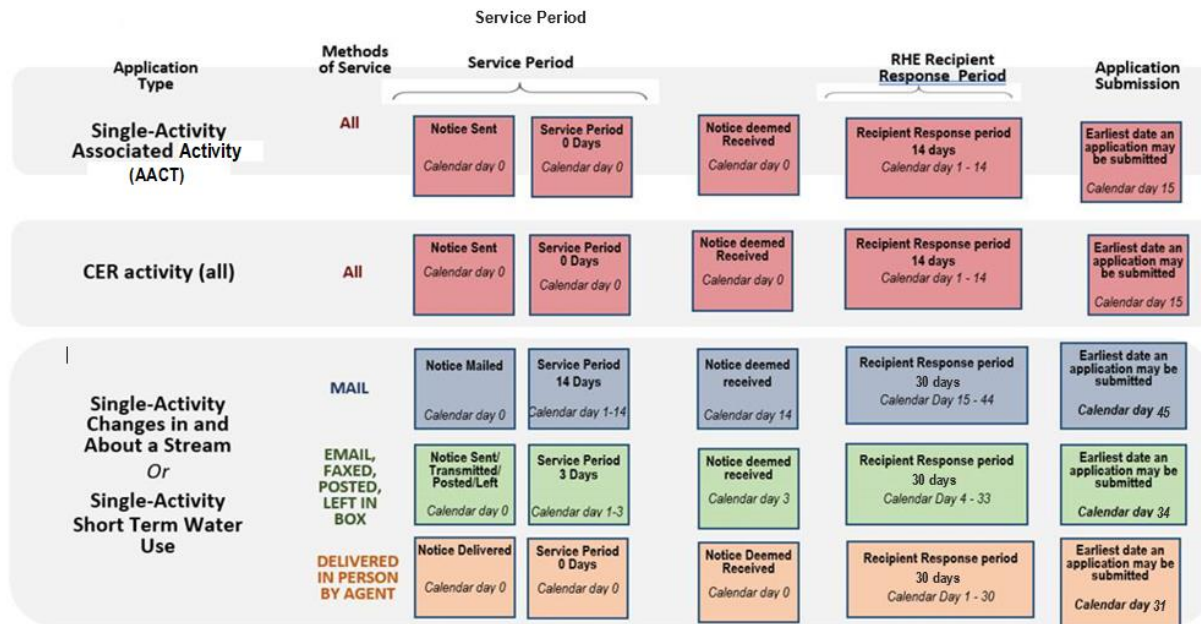 Service Period
Application
Type
Methods
of Service
Service Period
RHE Recipient
Response Period
Application
Submission
Single-Activity
Associated Activity
(AACT)
All
Notice Sent
Calendar day 0
Service Period
0 Days
Calendar day 0
Notice deemed
Received
Calendar day 0
Recipient Response period
14 days
Calendar day 1 - 14
Earliest date an
application may
be submitted
Calendar day 15
CER activity (all)
All
Notice Sent
Calendar day 0
Service Period
0 Days
Calendar day 0
Notice deemed
Received
Calendar day 0
Recipient Response period
14 days
Calendar day 1 - 14
Earliest date an
application may
be submitted
Calendar day 15
Single-Activity
Changes in and
About a Stream
Or
Single-Activity
Short Term Water
Use
MAIL
Notice Mailed
Calendar day 0
Service Period
14 Days
Calendar day 1-14
Notice deemed
received
Calendar day 14
Recipient Response period
30 days
Calendar Day 15 - 44
Earliest date an
application may be
submitted
Calendar day 45
EMAIL,
FAXED,
POSTED,
LEFT IN
BOX
Notice Sent/
Transmitted/
Posted/Left
Calendar day 0
Service Period
3 Days
Calendar day 1-3
Notice deemed
received
Calendar day 3
Recipient Response period
30 days
Calendar Day 4 - 33
Earliest date an
application may be
submitted
Calendar day 34
DELIVERED
IN PERSON
BY AGENT
Notice Delivered
Calendar day 0
Service Period
0 Days
Calendar day 0
Notice Deemed
Received
Calendar day 0
Recipient Response period
30 days
Calendar Day 1 - 30
Earliest date an
application may be
submitted
Calendar day 31